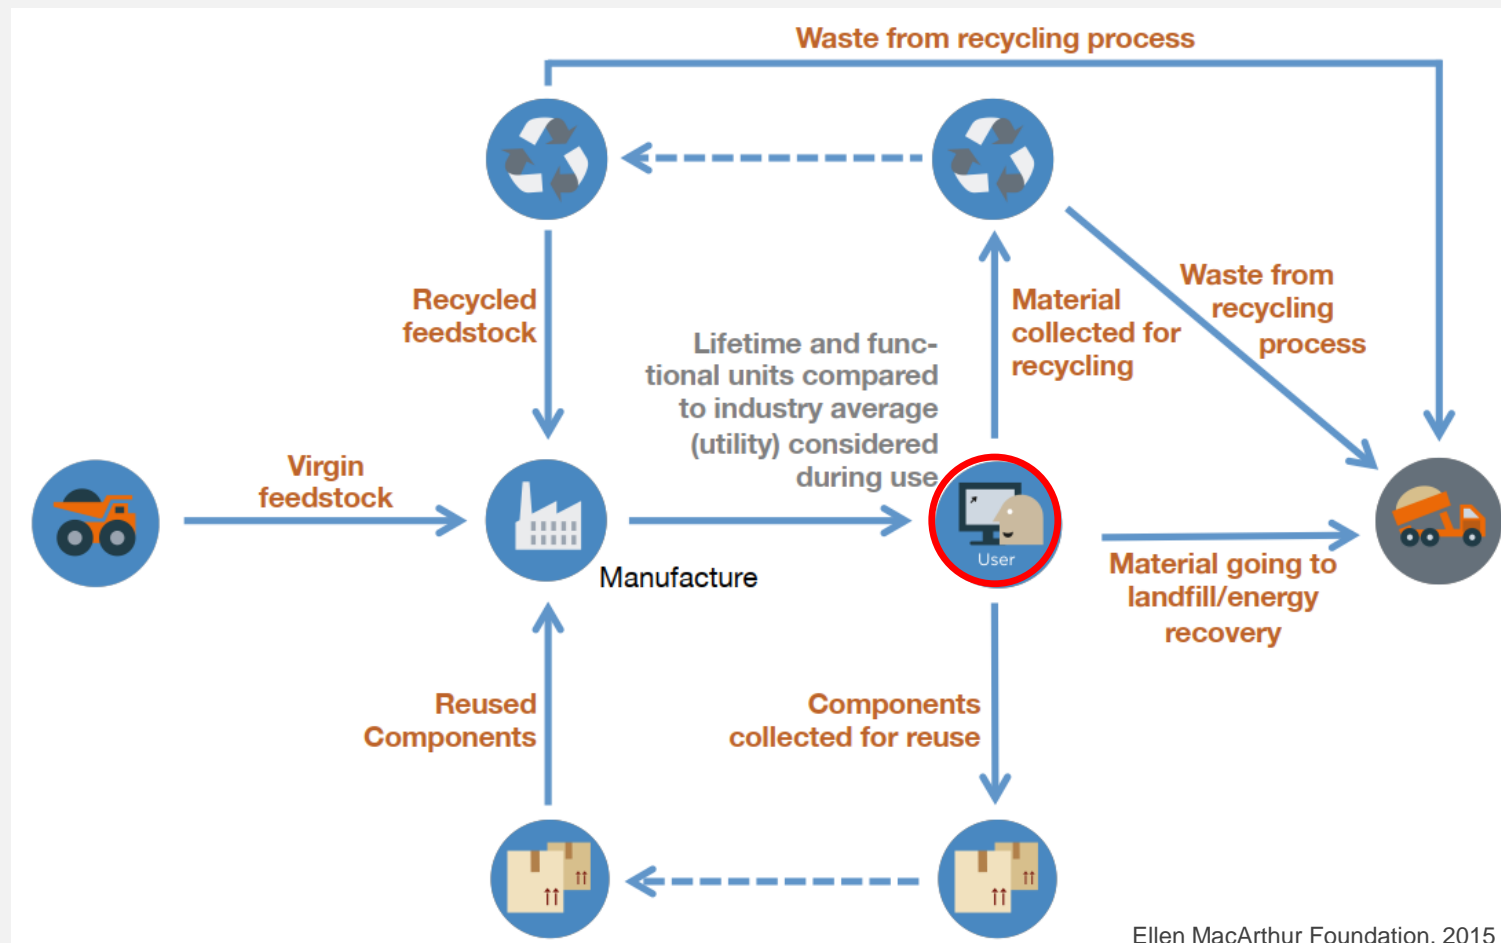 Waste from recycling process
Recycled
feedstock
Material
collected for
recycling
Waste from
recycling
process
Lifetime and func-
tional units compared
to industry average
(utility) considered
during use
Virgin
feedstock
Manufacture
User
Material going to
landfill/energy
recovery
Reused
Components
Components
collected for reuse
Ellen MacArthur Foundation, 2015